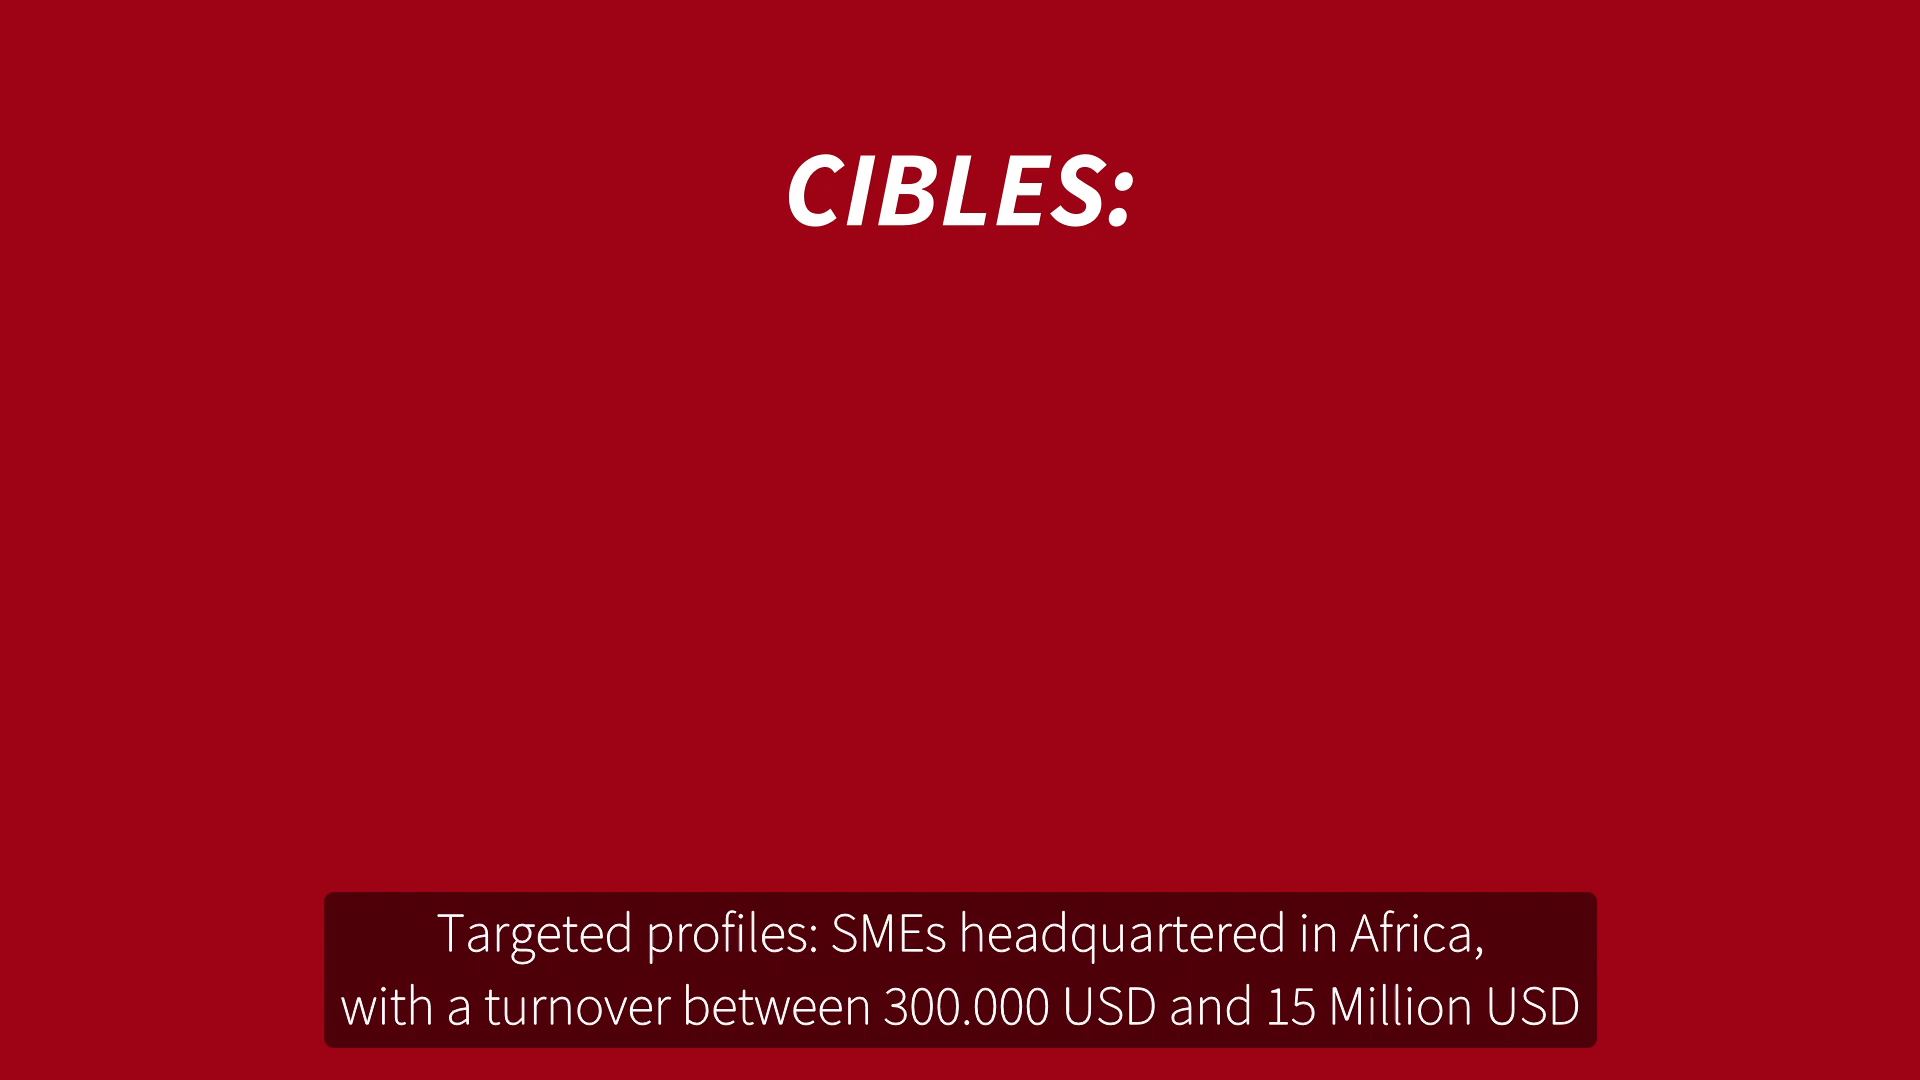 CIBLES:
Targeted profiles: SMEs headquartered in Africa,
with a turnover between 300.000 USD and 15 Million USD